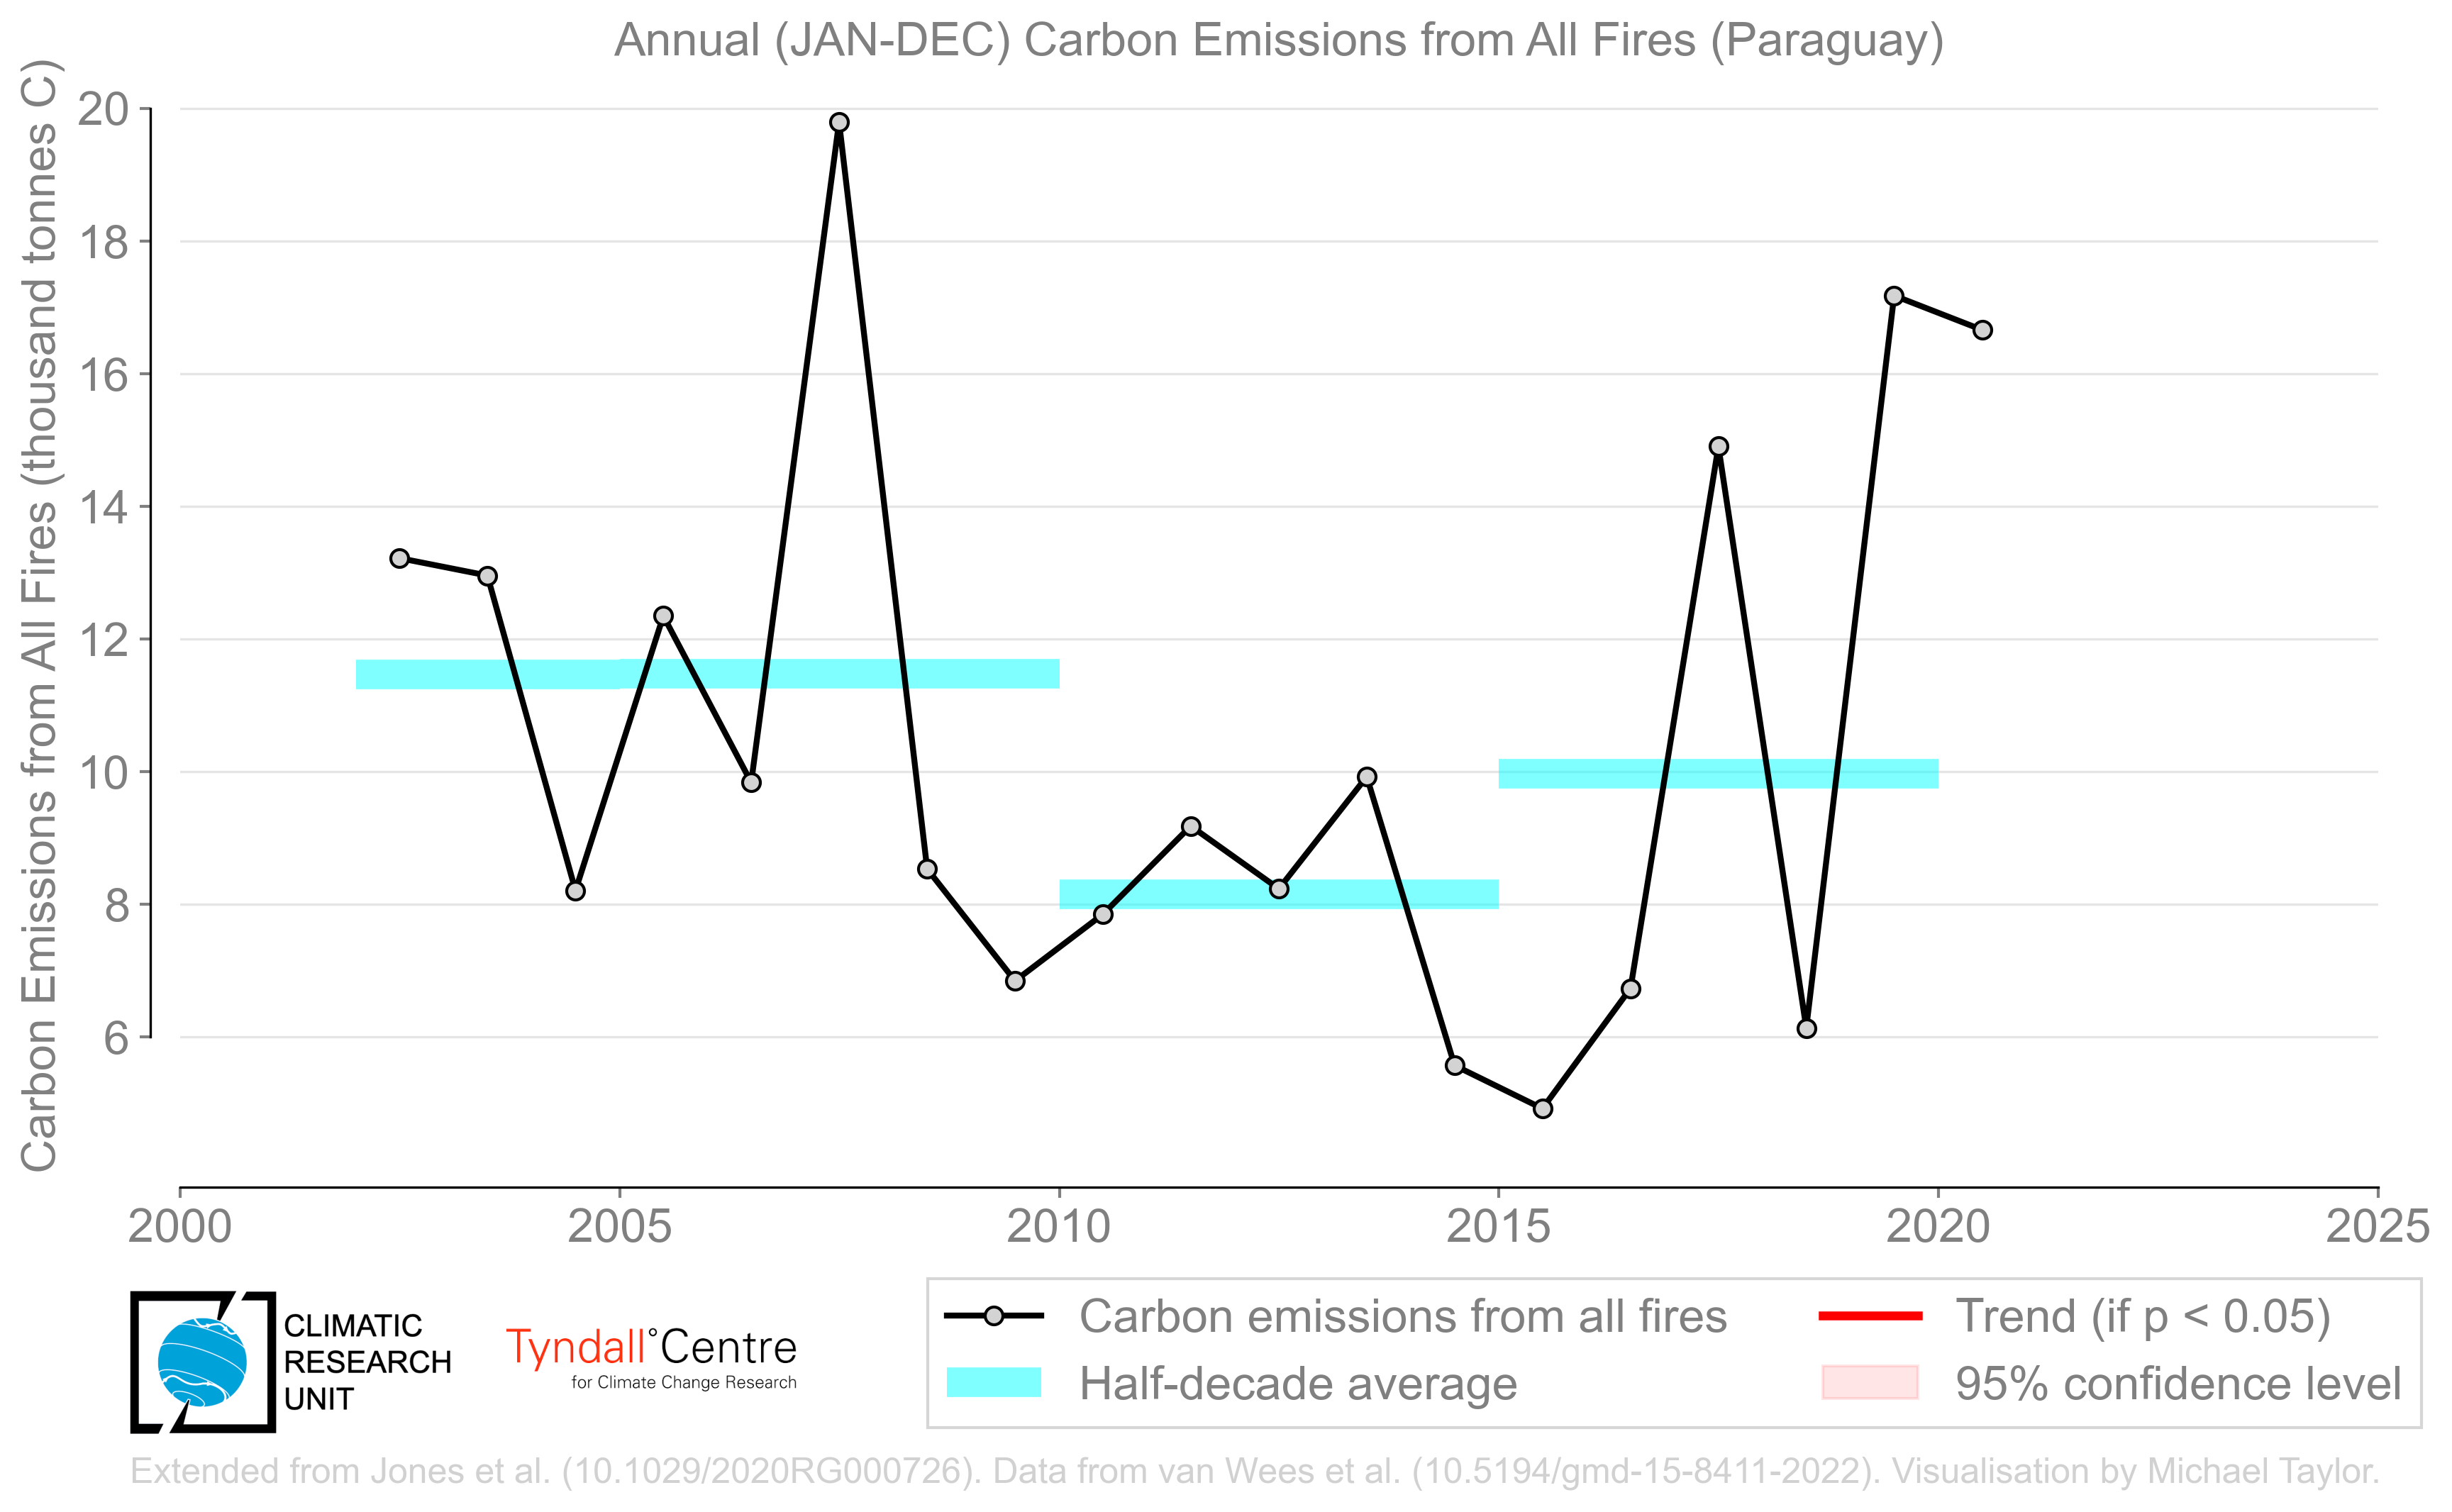 Annual (JAN-DEC) Carbon Emissions from All Fires (Paraguay)
Carbon Emissions from All Fires (thousand tonnes C)
20
18
16
14
12
10
8
6
2000 2005 2010 2015 2020 2025
CLIMATIC
RESEARCH
UNIT
Tyndall°Centre
for Climate Change Research
Carbon emissions from all fires
Half-decade average
Trend (if p < 0.05)
95% confidence level
Extended from Jones et al. (10.1029/2020RG000726). Data from van Wees et al. (10.5194/gmd-15-8411-2022). Visualisation by Michael Taylor.